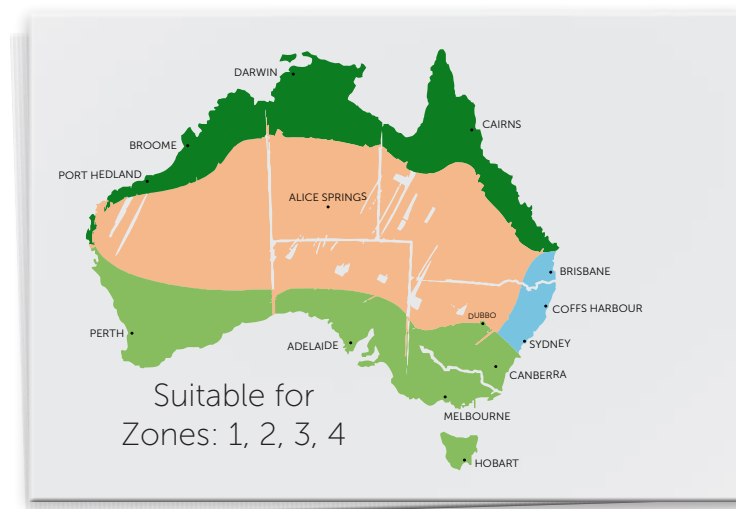 DARWIN
CAIRNS
BROOME
PORT HEDLAND
ALICE SPRINGS
BRISBANE
COFFS HARBOUR
DUBBO
PERTH
ADELAIDE
SYDNEY
CANBERRA
Suitable for
Zones: 1, 2, 3, 4
MELBOURNE
HOBART